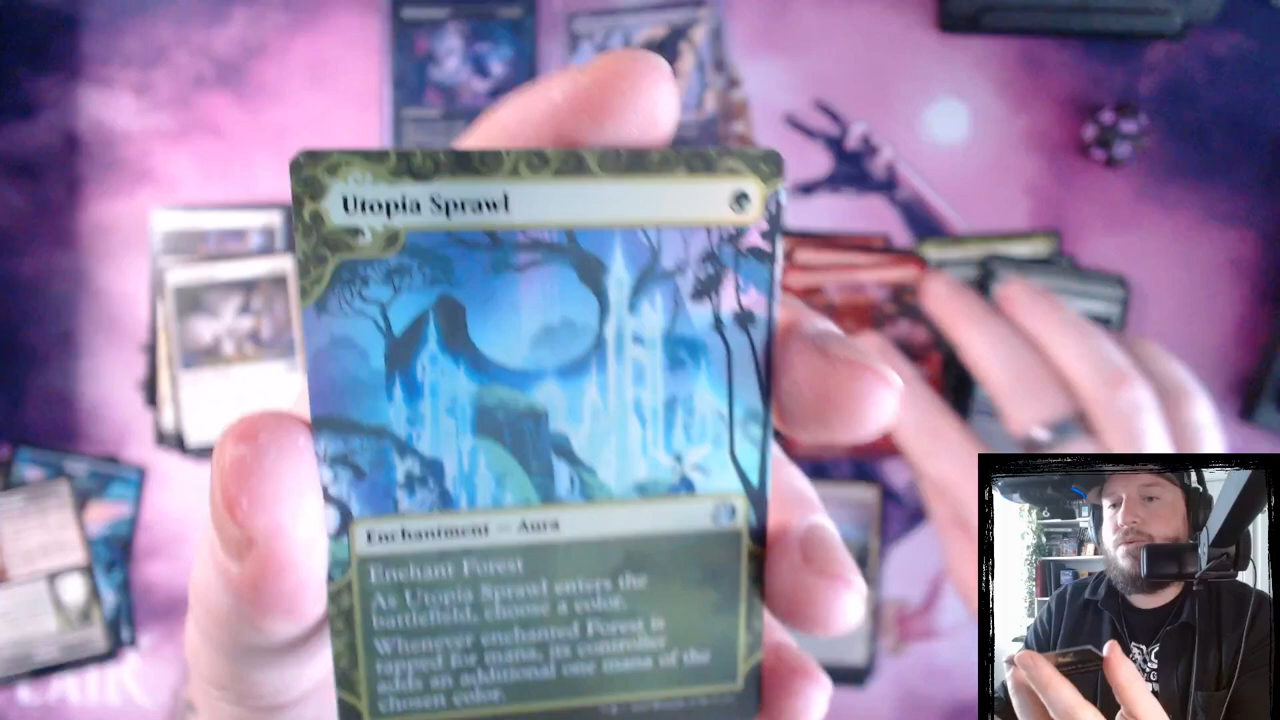 Utopia Sprawl
Enchantment — Aura
Enchant Forest
As Utopia Sprawl enters the
battlefield, choose a color.
Whenever enchanted Forest is
tapped for mana, its controller
adds an additional one mana of the
chosen color.
LAIR